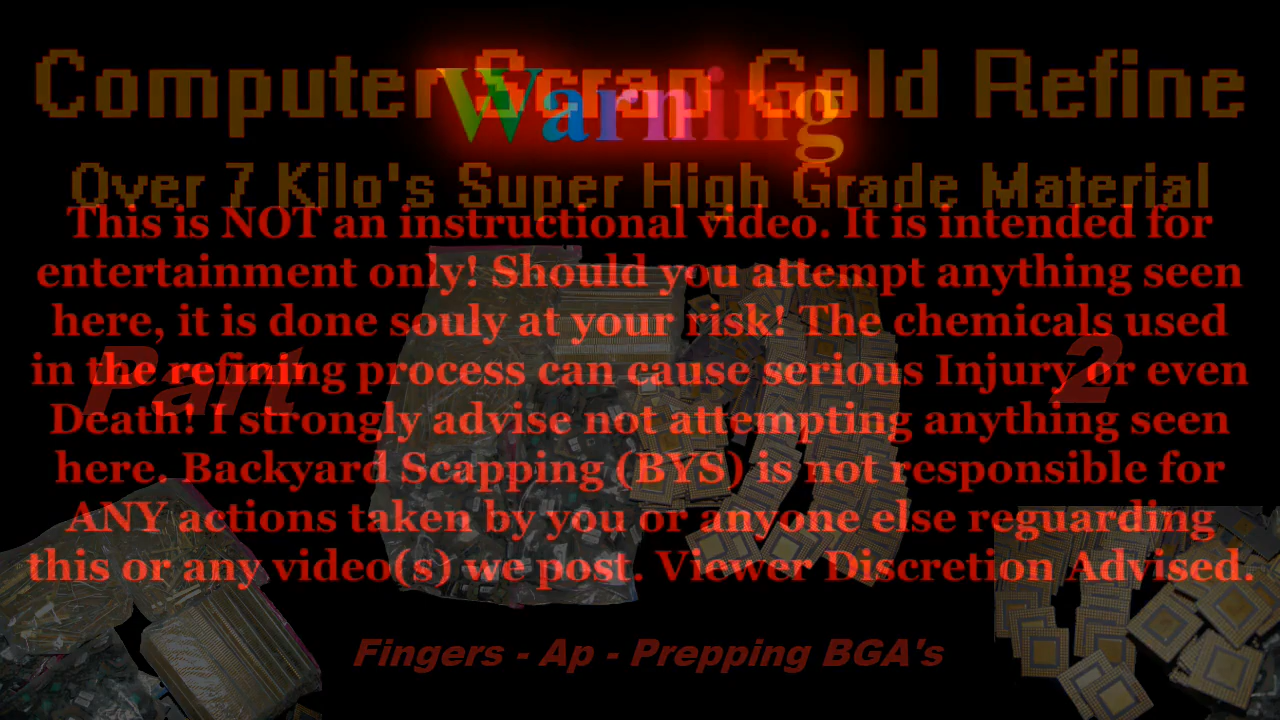 Computer Scrap Gold Refine
Warning
Over 7 Kilo's Super High Grade Material
This is NOT an instructional video. It is intended for
entertainment only! Should you attempt anything seen
here, it is done souly at your risk! The chemicals used
in the refining process can cause serious Injury or even
Death! I strongly advise not attempting anything seen
here. Backyard Scapping (BYS) is not responsible for
ANY actions taken by you or anyone else reguarding
this or any video(s) we post. Viewer Discretion Advised.
Part 2
Fingers - Ap - Prepping BGA's